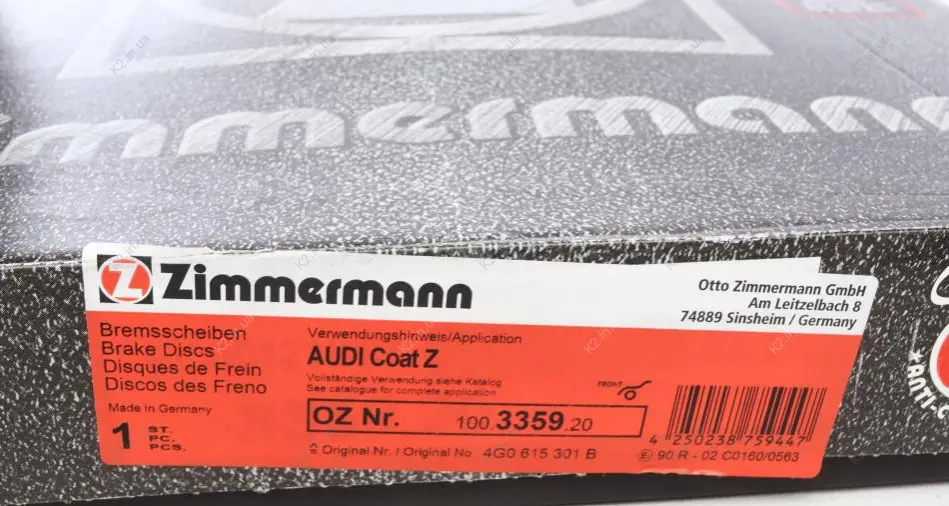 Zimmermann
Otto Zimmermann GmbH
Am Leitzelbach 8
74889 Sinsheim / Germany
Bremsscheiben
Brake Discs
Disques de Frein
Discos des Freno
Made in Germany
1 ST.
PC.
PCS.
Verwendungshinweis/Application
AUDI Coat Z
Vollständige Verwendung siehe Katalog
See catalogue for complete application
FRONT
OZ Nr. 100.3359.20
Original Nr. / Original No. 4G0 615 301 B
4 250238 759447
E 90 R - 02 C0160/0563
K2.in.ua